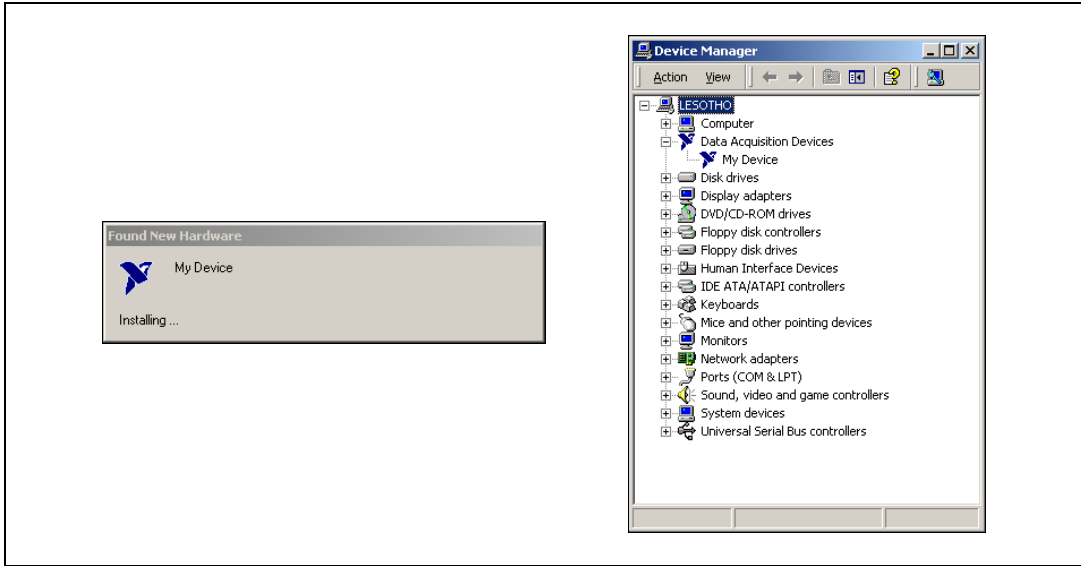 Found New Hardware
My Device
Installing ...
Device Manager
Action View
LESOTHO
Computer
Data Acquisition Devices
My Device
Disk drives
Display adapters
DVD/CD-ROM drives
Floppy disk controllers
Floppy disk drives
Human Interface Devices
IDE ATA/ATAPI controllers
Keyboards
Mice and other pointing devices
Monitors
Network adapters
Ports (COM & LPT)
Sound, video and game controllers
System devices
Universal Serial Bus controllers